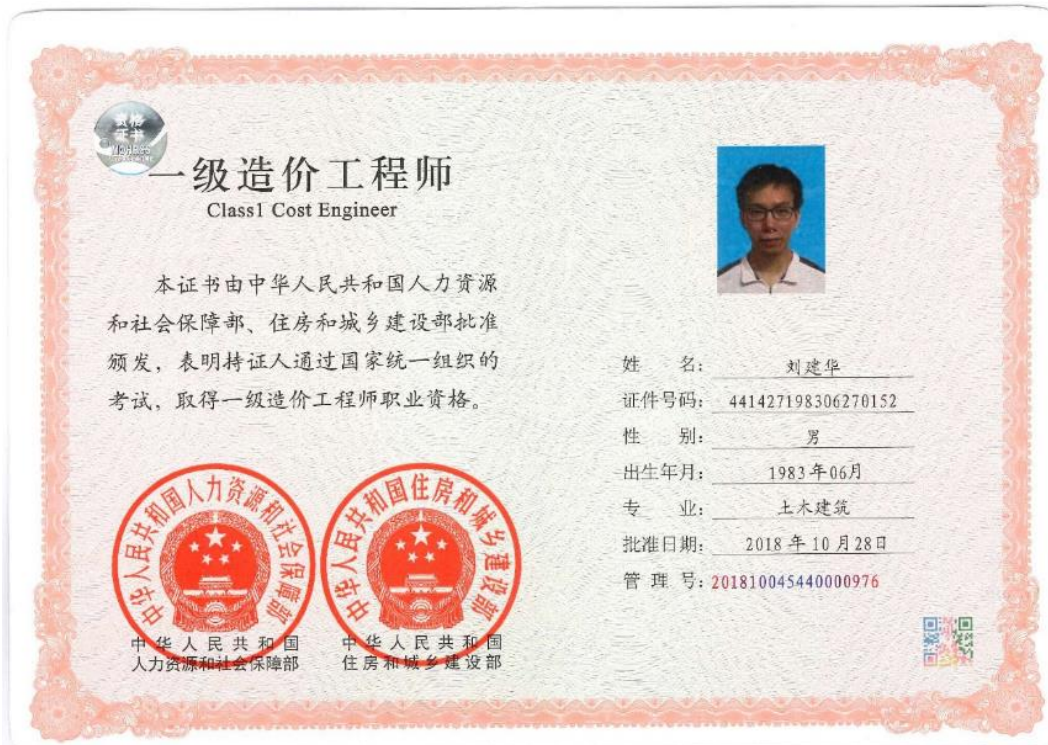 资格
证书
一级造价工程师
Class1 Cost Engineer
本证书由中华人民共和国人力资源
和社会保障部、住房和城乡建设部批准
颁发，表明持证人通过国家统一组织的
考试，取得一级造价工程师职业资格。
姓 名： 刘建华
证件号码： 441427198306270152
性 别： 男
出生年月： 1983年06月
专 业： 土木建筑
批准日期： 2018年10月28日
管 理 号：201810045440000976
中华人民共和国人力资源和社会保障部
中华人民共和国住房和城乡建设部
中华人民共和国
人力资源和社会保障部
中华人民共和国
住房和城乡建设部